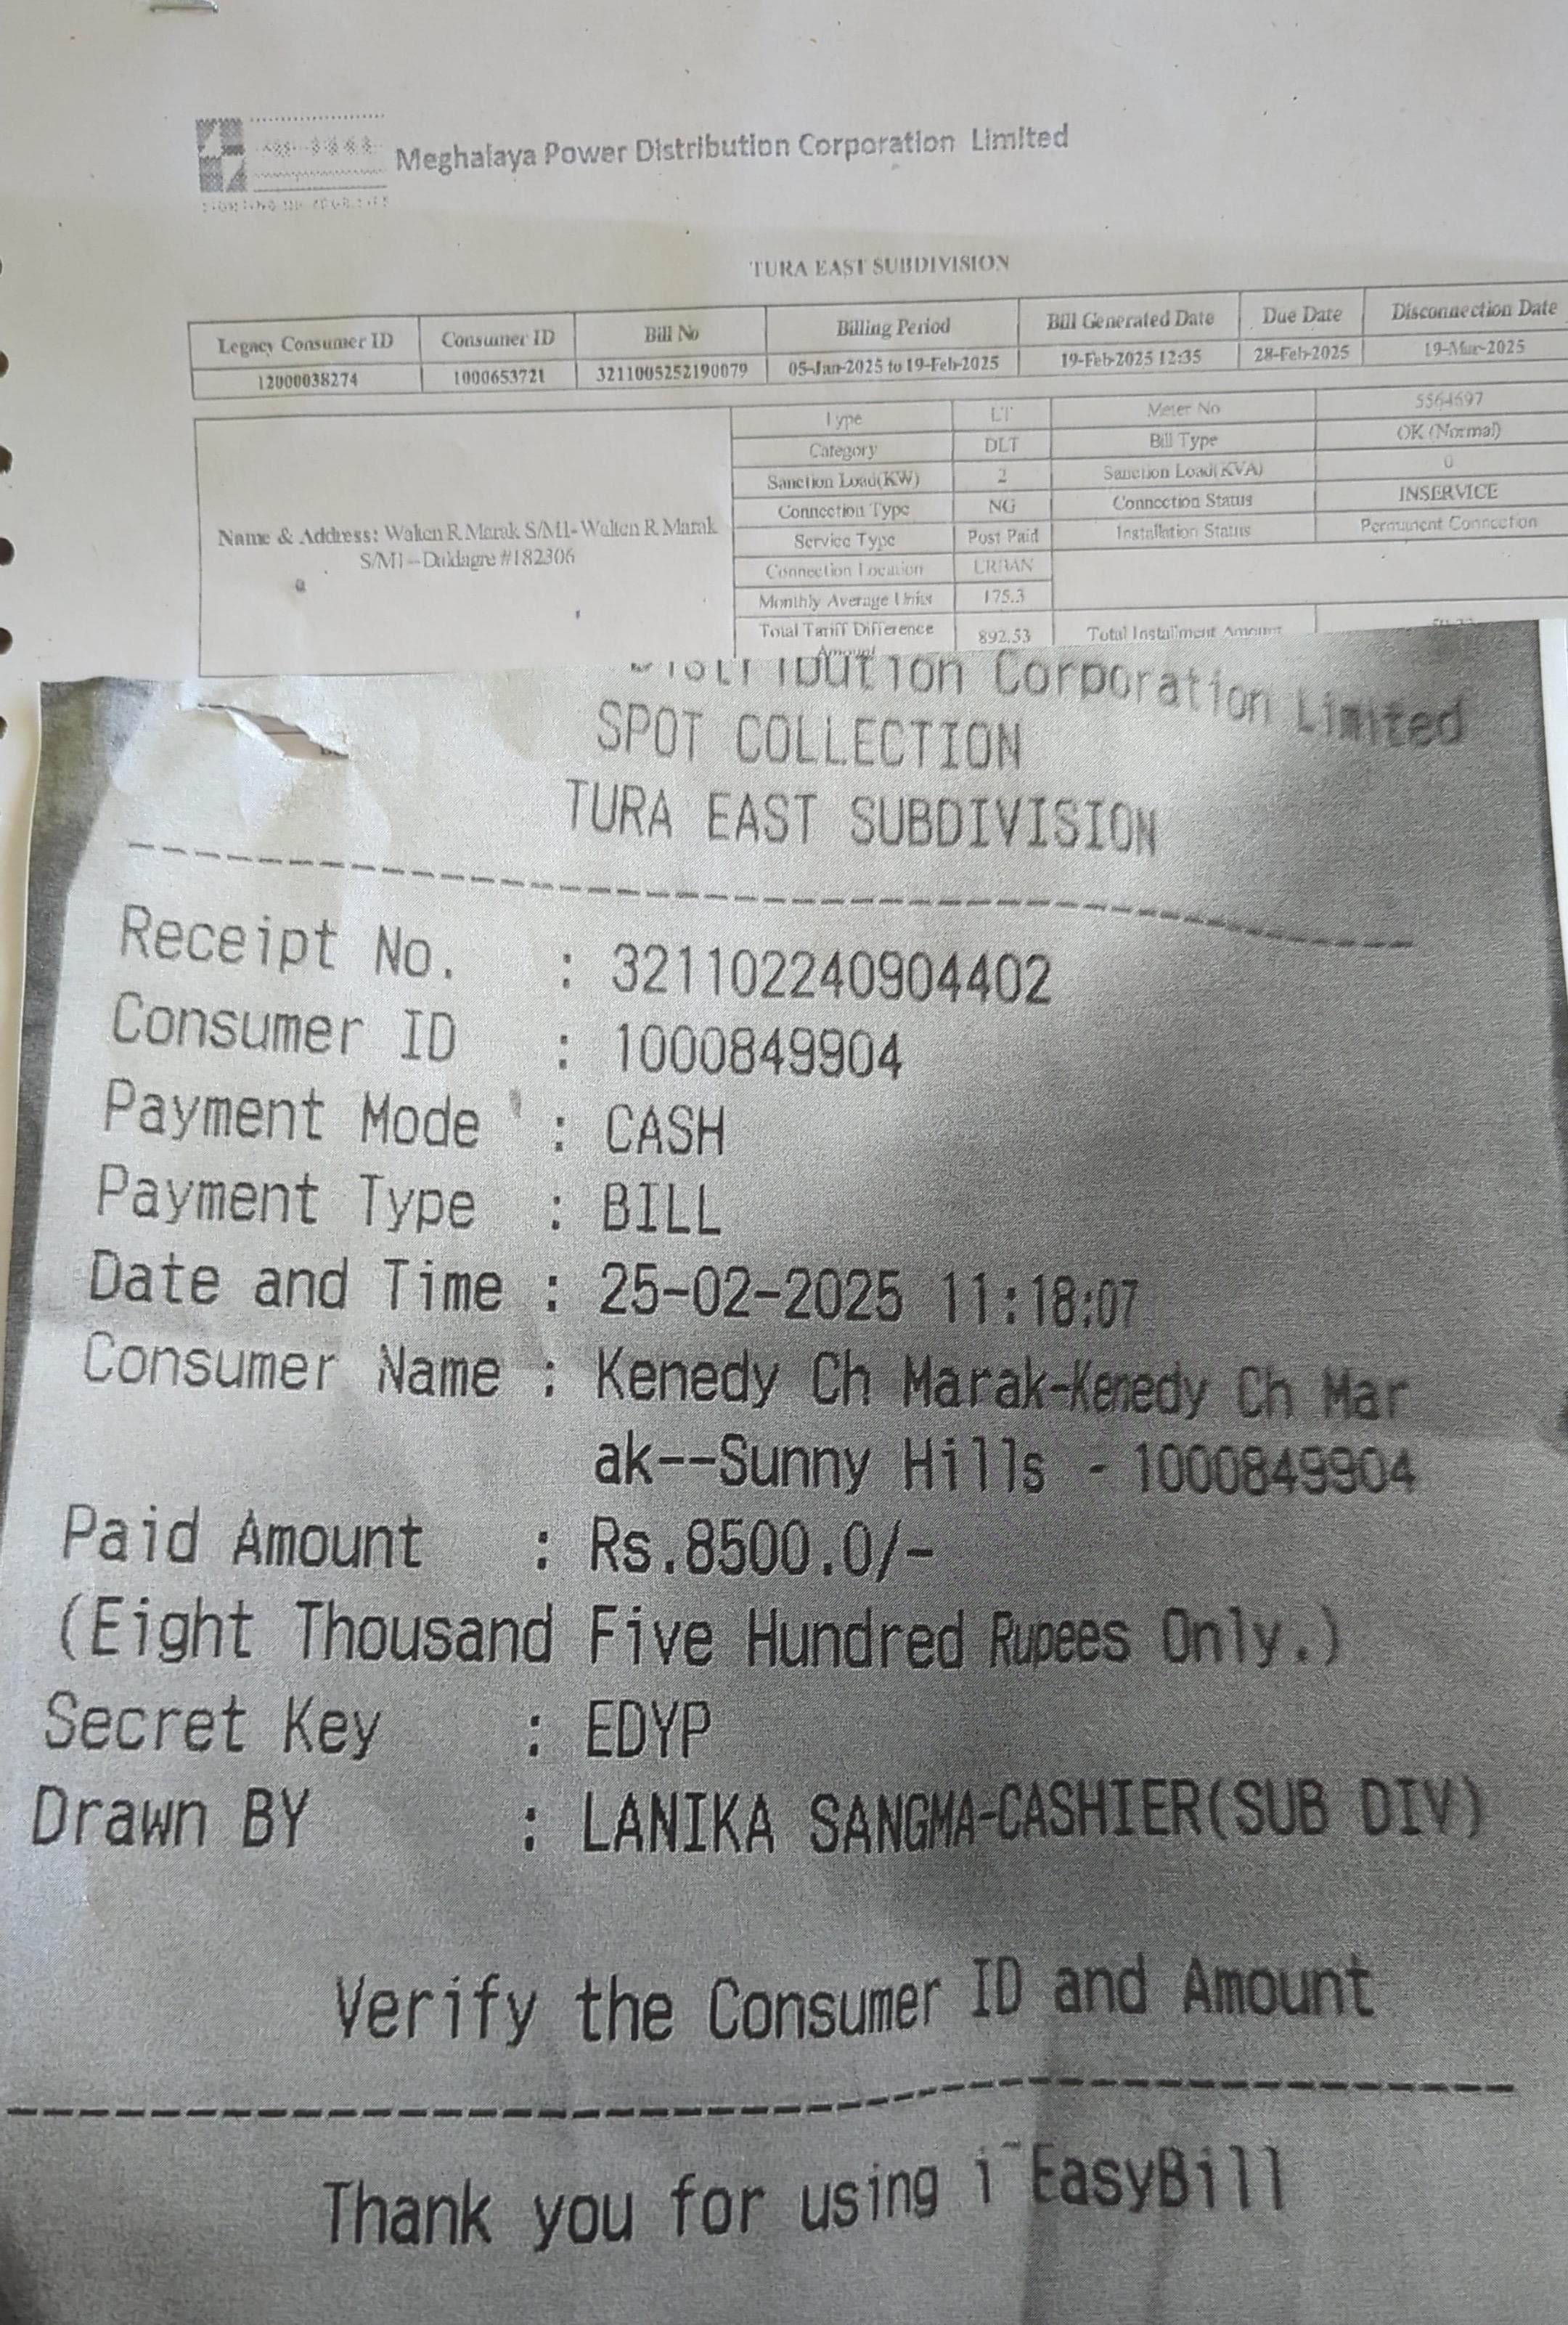 Meghalaya Power Distribution Corporation Limited
TURA EAST SUBDIVISION
Legacy Consumer ID Consumer ID Bill No Billing Period Bill Generated Date Due Date Disconnection Date
12000038274 1000653721 3211005252190079 05-Jan-2025 to 19-Feb-2025 19-Feb-2025 12:35 28-Feb-2025 19-Mar-2025
Type LT Meter No 5564697
Category DLT Bill Type OK (Normal)
Sanction Load(KW) 2 Sanction Load(KVA) 0
Connection Type NG Connection Status INSERVICE
Name & Address: Walten R Marak S/M1- Walten R Marak
S/M1--Dakdagre #182306
Service Type Post Paid Installation Status Permanent Connection
Connection Location URBAN
Monthly Average Units 175.3
Total Tariff Difference Amount 892.53 Total Installment Amount
Distribution Corporation Limited
SPOT COLLECTION
TURA EAST SUBDIVISION
Receipt No. : 321102240904402
Consumer ID : 1000849904
Payment Mode : CASH
Payment Type : BILL
Date and Time : 25-02-2025 11:18:07
Consumer Name : Kenedy Ch Marak-Kenedy Ch Mar
ak--Sunny Hills - 1000849904
Paid Amount : Rs.8500.0/-
(Eight Thousand Five Hundred Rupees Only.)
Secret Key : EDYP
Drawn BY : LANIKA SANGMA-CASHIER(SUB DIV)
Verify the Consumer ID and Amount
Thank you for using i~EasyBill